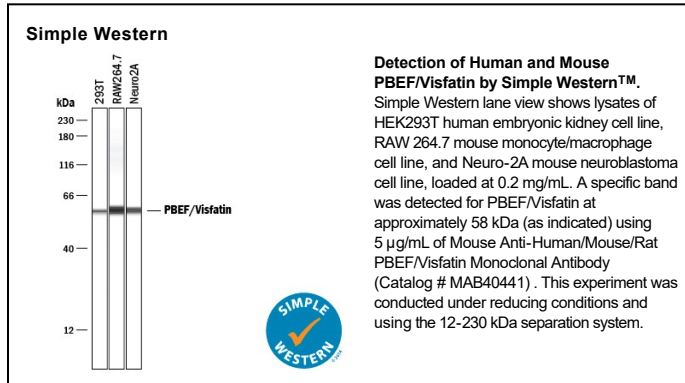 Simple Western
kDa
293T
RAW264.7
Neuro2A
230
180
116
66
PBEF/Visfatin
40
12
SIMPLE
WESTERN
Detection of Human and Mouse
PBEF/Visfatin by Simple Western™.
Simple Western lane view shows lysates of
HEK293T human embryonic kidney cell line,
RAW 264.7 mouse monocyte/macrophage
cell line, and Neuro-2A mouse neuroblastoma
cell line, loaded at 0.2 mg/mL. A specific band
was detected for PBEF/Visfatin at
approximately 58 kDa (as indicated) using
5 µg/mL of Mouse Anti-Human/Mouse/Rat
PBEF/Visfatin Monoclonal Antibody
(Catalog # MAB40441) . This experiment was
conducted under reducing conditions and
using the 12-230 kDa separation system.